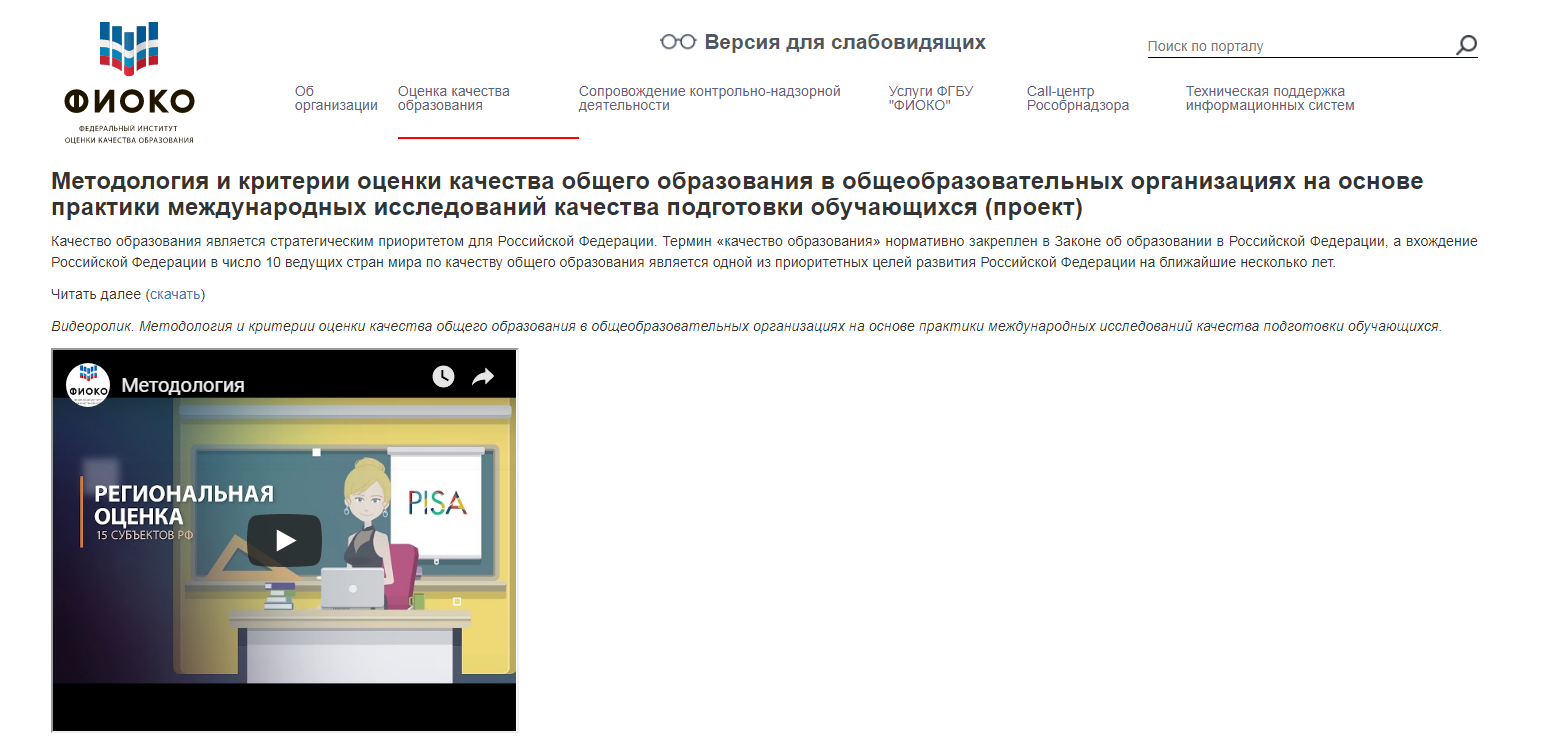 ФИОКО
ФЕДЕРАЛЬНЫЙ ИНСТИТУТ
ОЦЕНКИ КАЧЕСТВА ОБРАЗОВАНИЯ
Версия для слабовидящих
Поиск по порталу
Об
организации
Оценка качества
образования
Сопровождение контрольно-надзорной
деятельности
Услуги ФГБУ
"ФИОКО"
Call-центр
Рособрнадзора
Техническая поддержка
информационных систем
Методология и критерии оценки качества общего образования в общеобразовательных организациях на основе
практики международных исследований качества подготовки обучающихся (проект)
Качество образования является стратегическим приоритетом для Российской Федерации. Термин «качество образования» нормативно закреплен в Законе об образовании в Российской Федерации, а вхождение
Российской Федерации в число 10 ведущих стран мира по качеству общего образования является одной из приоритетных целей развития Российской Федерации на ближайшие несколько лет.
Читать далее (скачать)
Видеоролик. Методология и критерии оценки качества общего образования в общеобразовательных организациях на основе практики международных исследований качества подготовки обучающихся.
ФИОКО
Методология
РЕГИОНАЛЬНАЯ
ОЦЕНКА
15 СУБЪЕКТОВ РФ
PISA